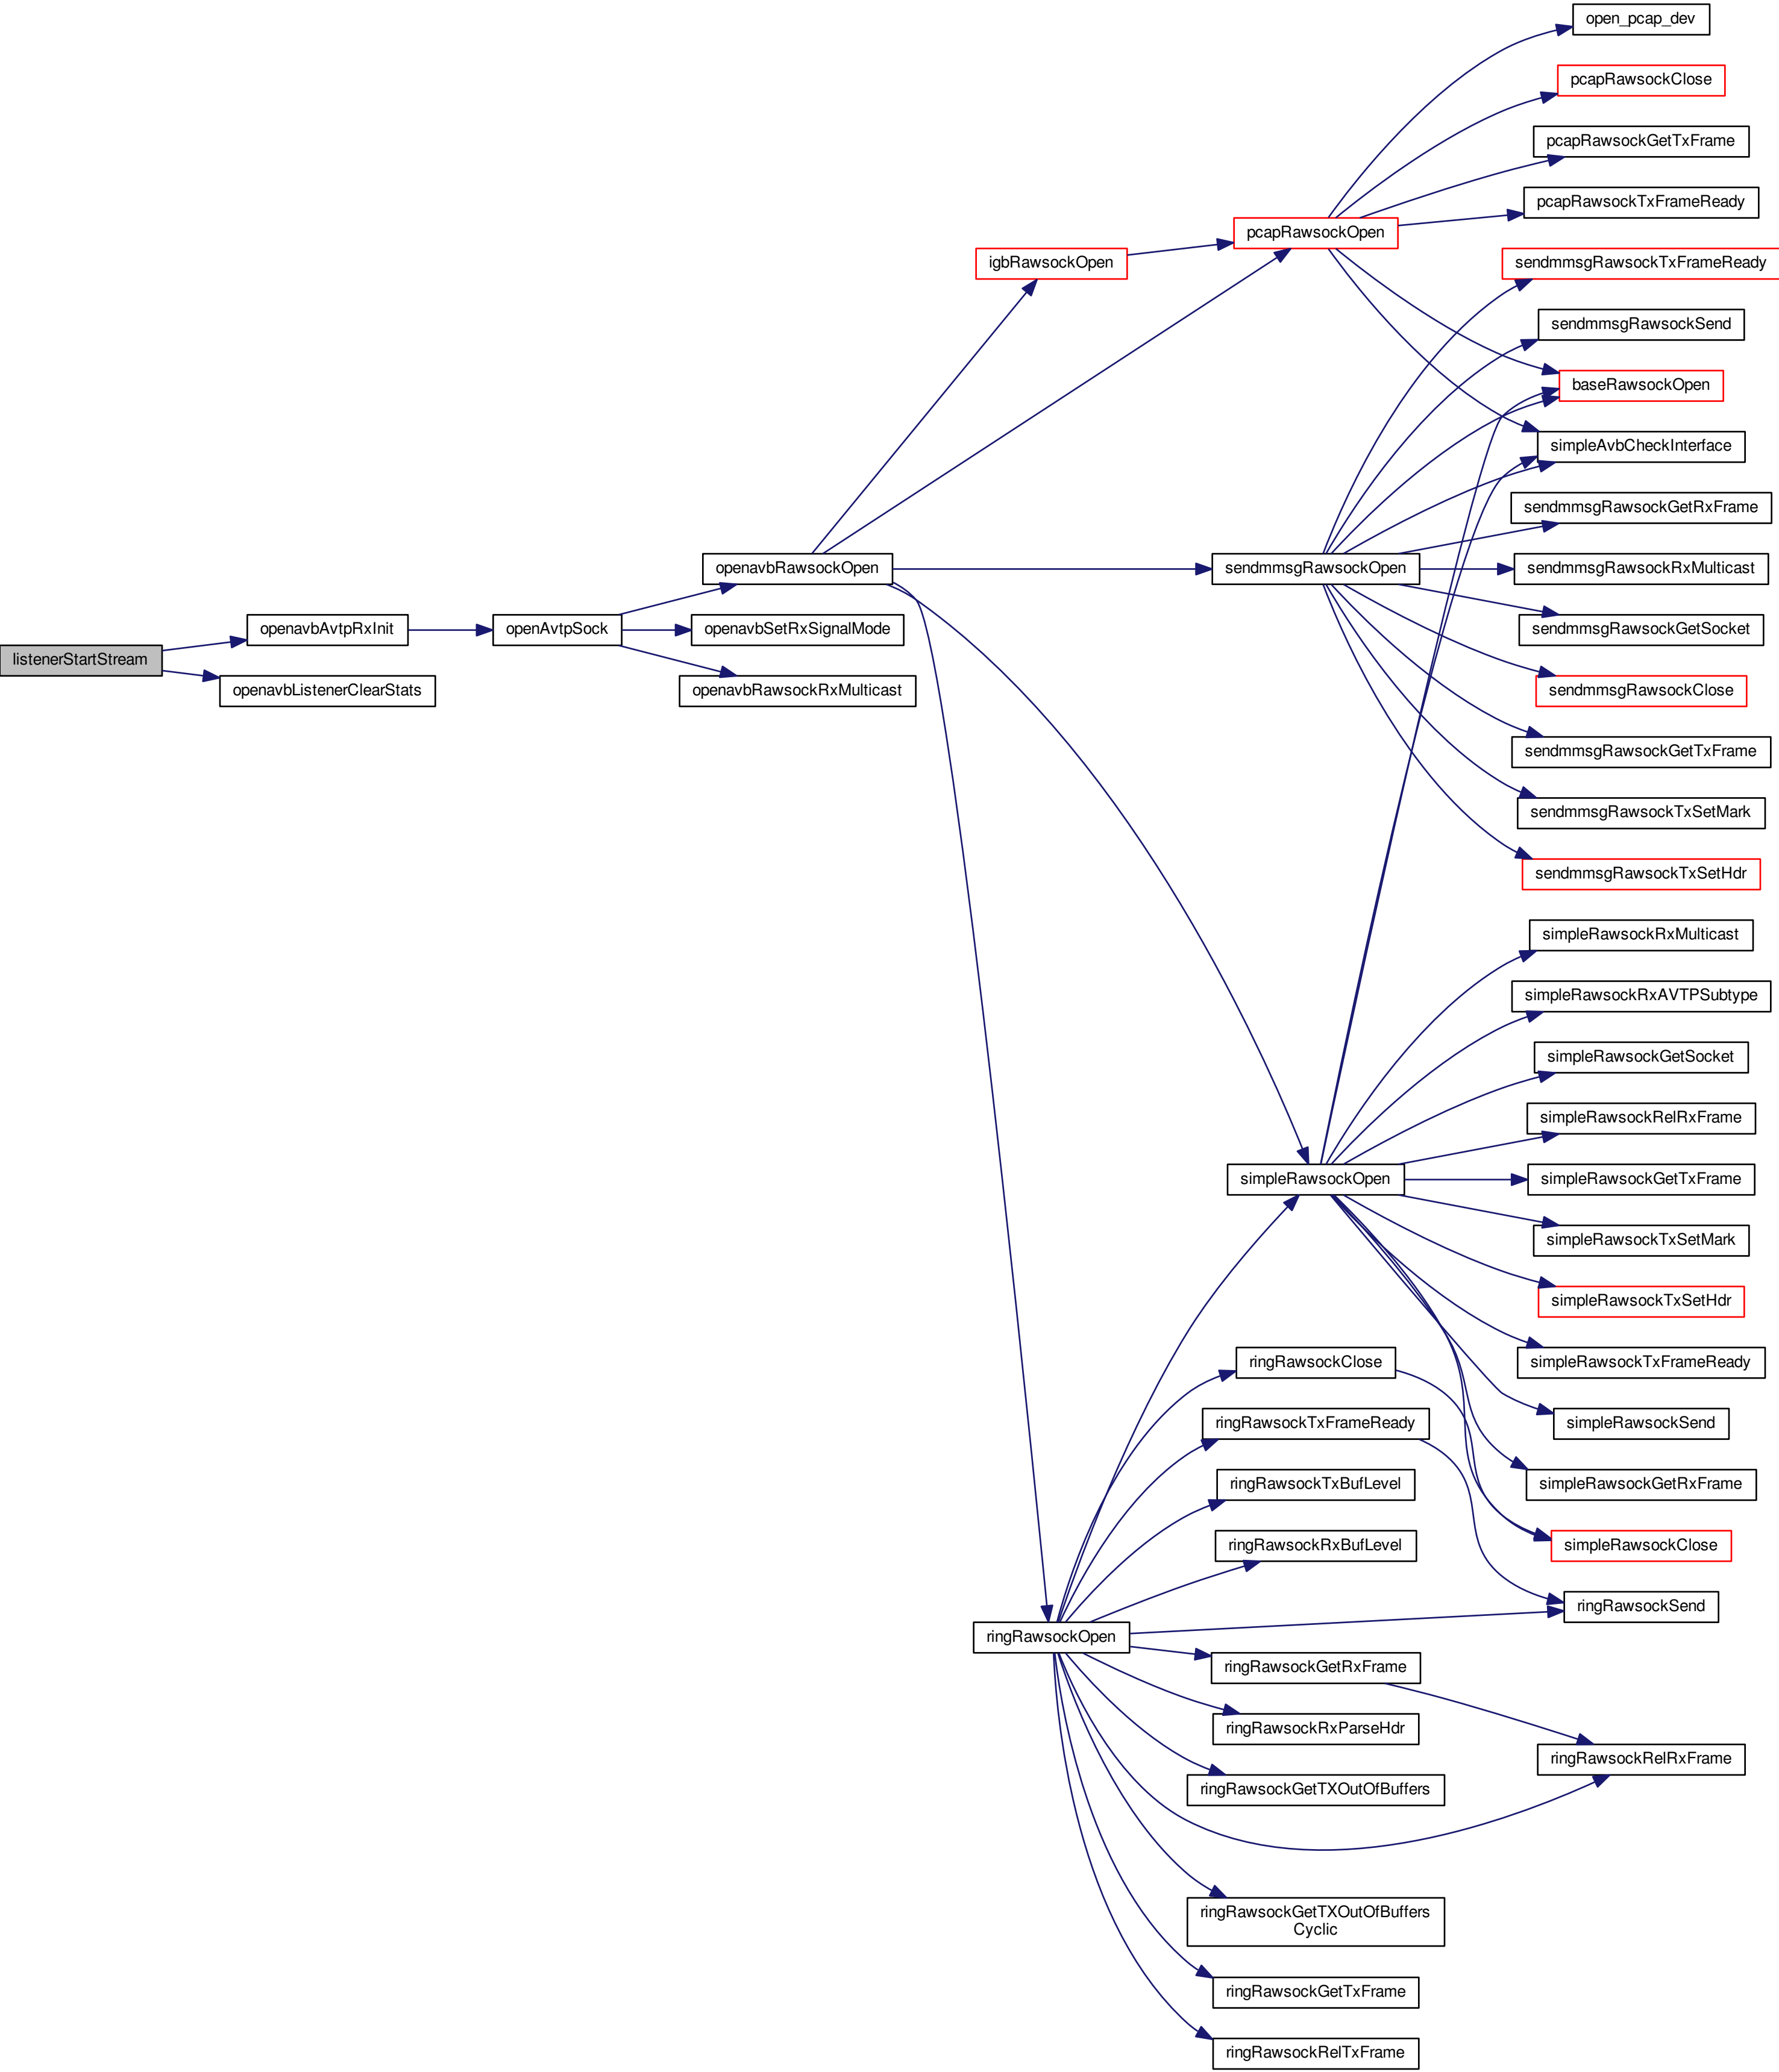 open_pcap_dev
pcapRawsockClose
pcapRawsockGetTxFrame
pcapRawsockTxFrameReady
pcapRawsockOpen
igbRawsockOpen
sendmmsgRawsockTxFrameReady
sendmmsgRawsockSend
baseRawsockOpen
simpleAvbCheckInterface
sendmmsgRawsockGetRxFrame
openavbRawsockOpen
sendmmsgRawsockOpen
sendmmsgRawsockRxMulticast
openavbAvtpRxInit
openAvtpSock
openavbSetRxSignalMode
sendmmsgRawsockGetSocket
listenerStartStream
openavbListenerClearStats
openavbRawsockRxMulticast
sendmmsgRawsockClose
sendmmsgRawsockGetTxFrame
sendmmsgRawsockTxSetMark
sendmmsgRawsockTxSetHdr
simpleRawsockRxMulticast
simpleRawsockRxAVTPSubtype
simpleRawsockGetSocket
simpleRawsockRelRxFrame
simpleRawsockOpen
simpleRawsockGetTxFrame
simpleRawsockTxSetMark
simpleRawsockTxSetHdr
ringRawsockClose
simpleRawsockTxFrameReady
ringRawsockTxFrameReady
simpleRawsockSend
ringRawsockTxBufLevel
simpleRawsockGetRxFrame
ringRawsockRxBufLevel
simpleRawsockClose
ringRawsockSend
ringRawsockOpen
ringRawsockGetRxFrame
ringRawsockRxParseHdr
ringRawsockRelRxFrame
ringRawsockGetTXOutOfBuffers
ringRawsockGetTXOutOfBuffers
Cyclic
ringRawsockGetTxFrame
ringRawsockRelTxFrame